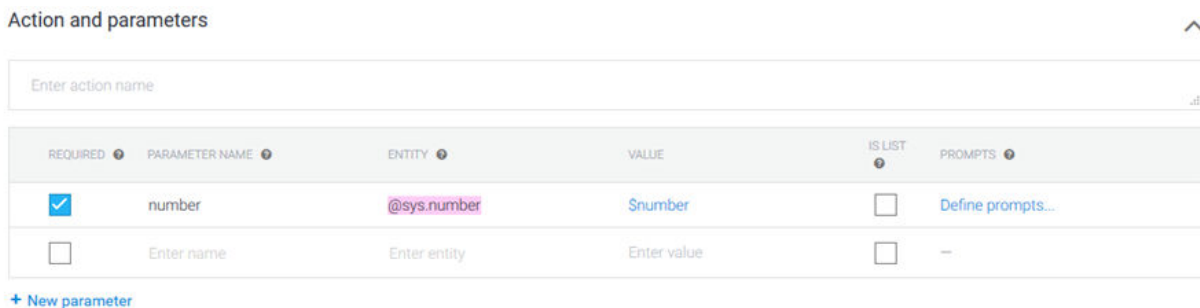 Action and parameters
Enter action name
REQUIRED PARAMETER NAME ENTITY VALUE IS LIST PROMPTS
number @sys.number $number Define prompts...
Enter name Enter entity Enter value –
+ New parameter